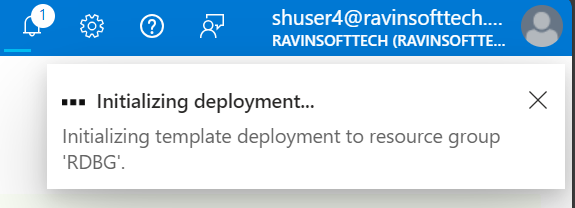 1
shuser4@ravinsofttech....
RAVINSOFTTECH (RAVINSOFTTE...
Initializing deployment...
Initializing template deployment to resource group
'RDBG'.